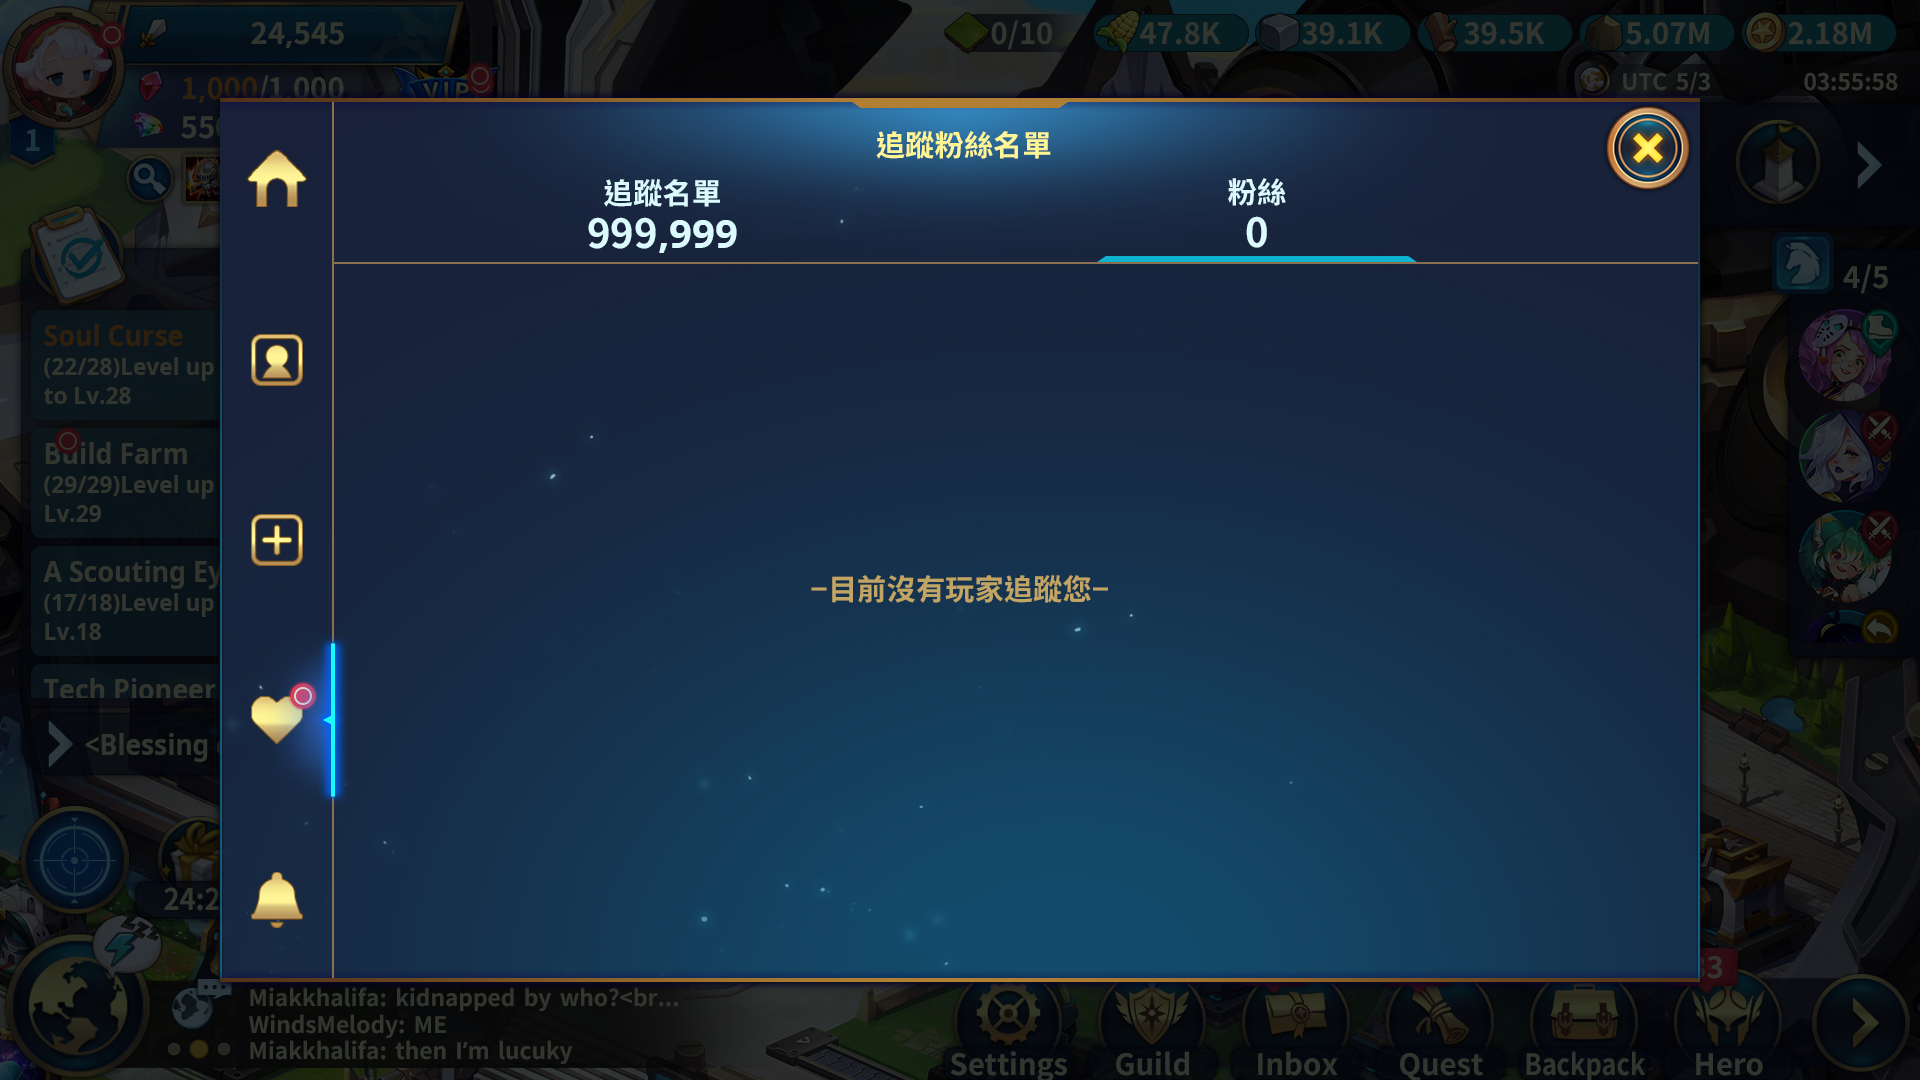 24,545
0/10
47.8K
39.1K
39.5K
5.07M
2.18M
1,000/1,000
VIP
UTC 5/3
03:55:58
1
追蹤粉絲名單
追蹤名單
999,999
粉絲
0
4/5
Soul Curse
(22/28)Level up
to Lv.28
Build Farm
(29/29)Level up
Lv.29
A Scouting Ey
(17/18)Level up
Lv.18
Tech Pioneer
<Blessing
–目前沒有玩家追蹤您–
24:2
Miakkhalifa: kidnapped by who?<br...
WindsMelody: ME
Miakkhalifa: then I'm lucuky
Settings
Guild
Inbox
Quest
Backpack
Hero